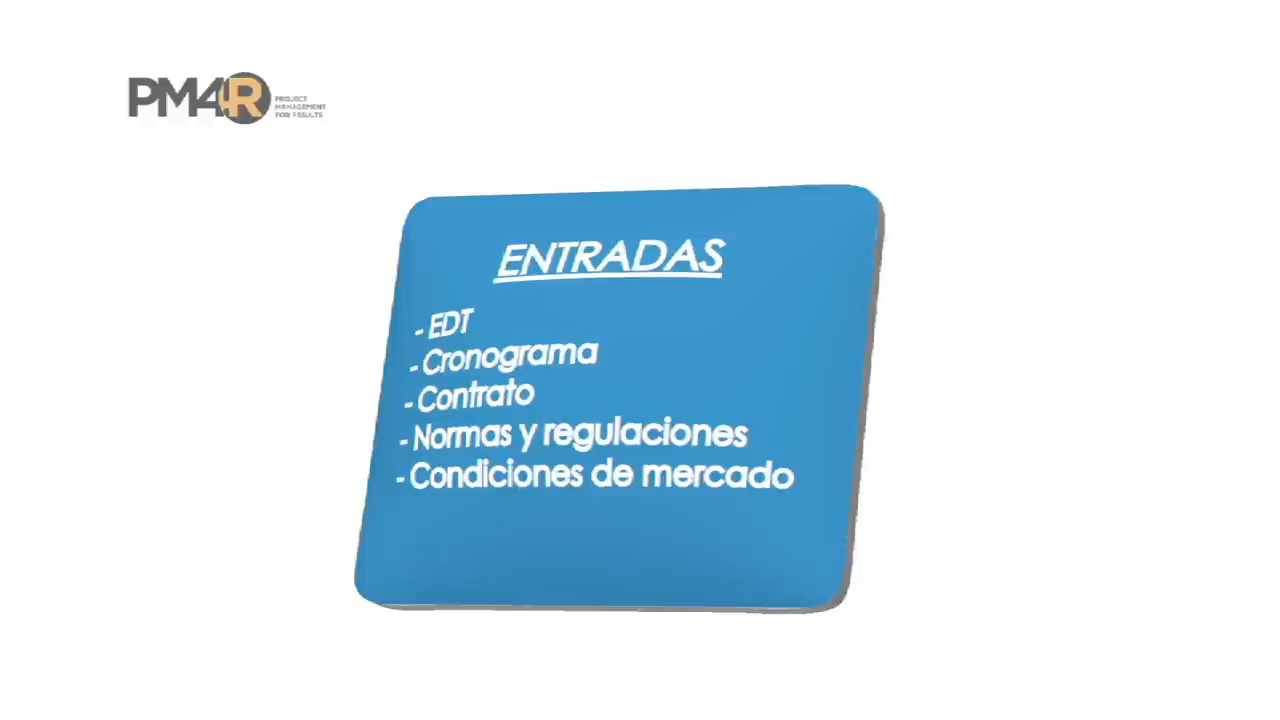 PM4R
PROJECT
MANAGEMENT
FOR RESULTS
ENTRADAS
- EDT
- Cronograma
- Contrato
- Normas y regulaciones
- Condiciones de mercado